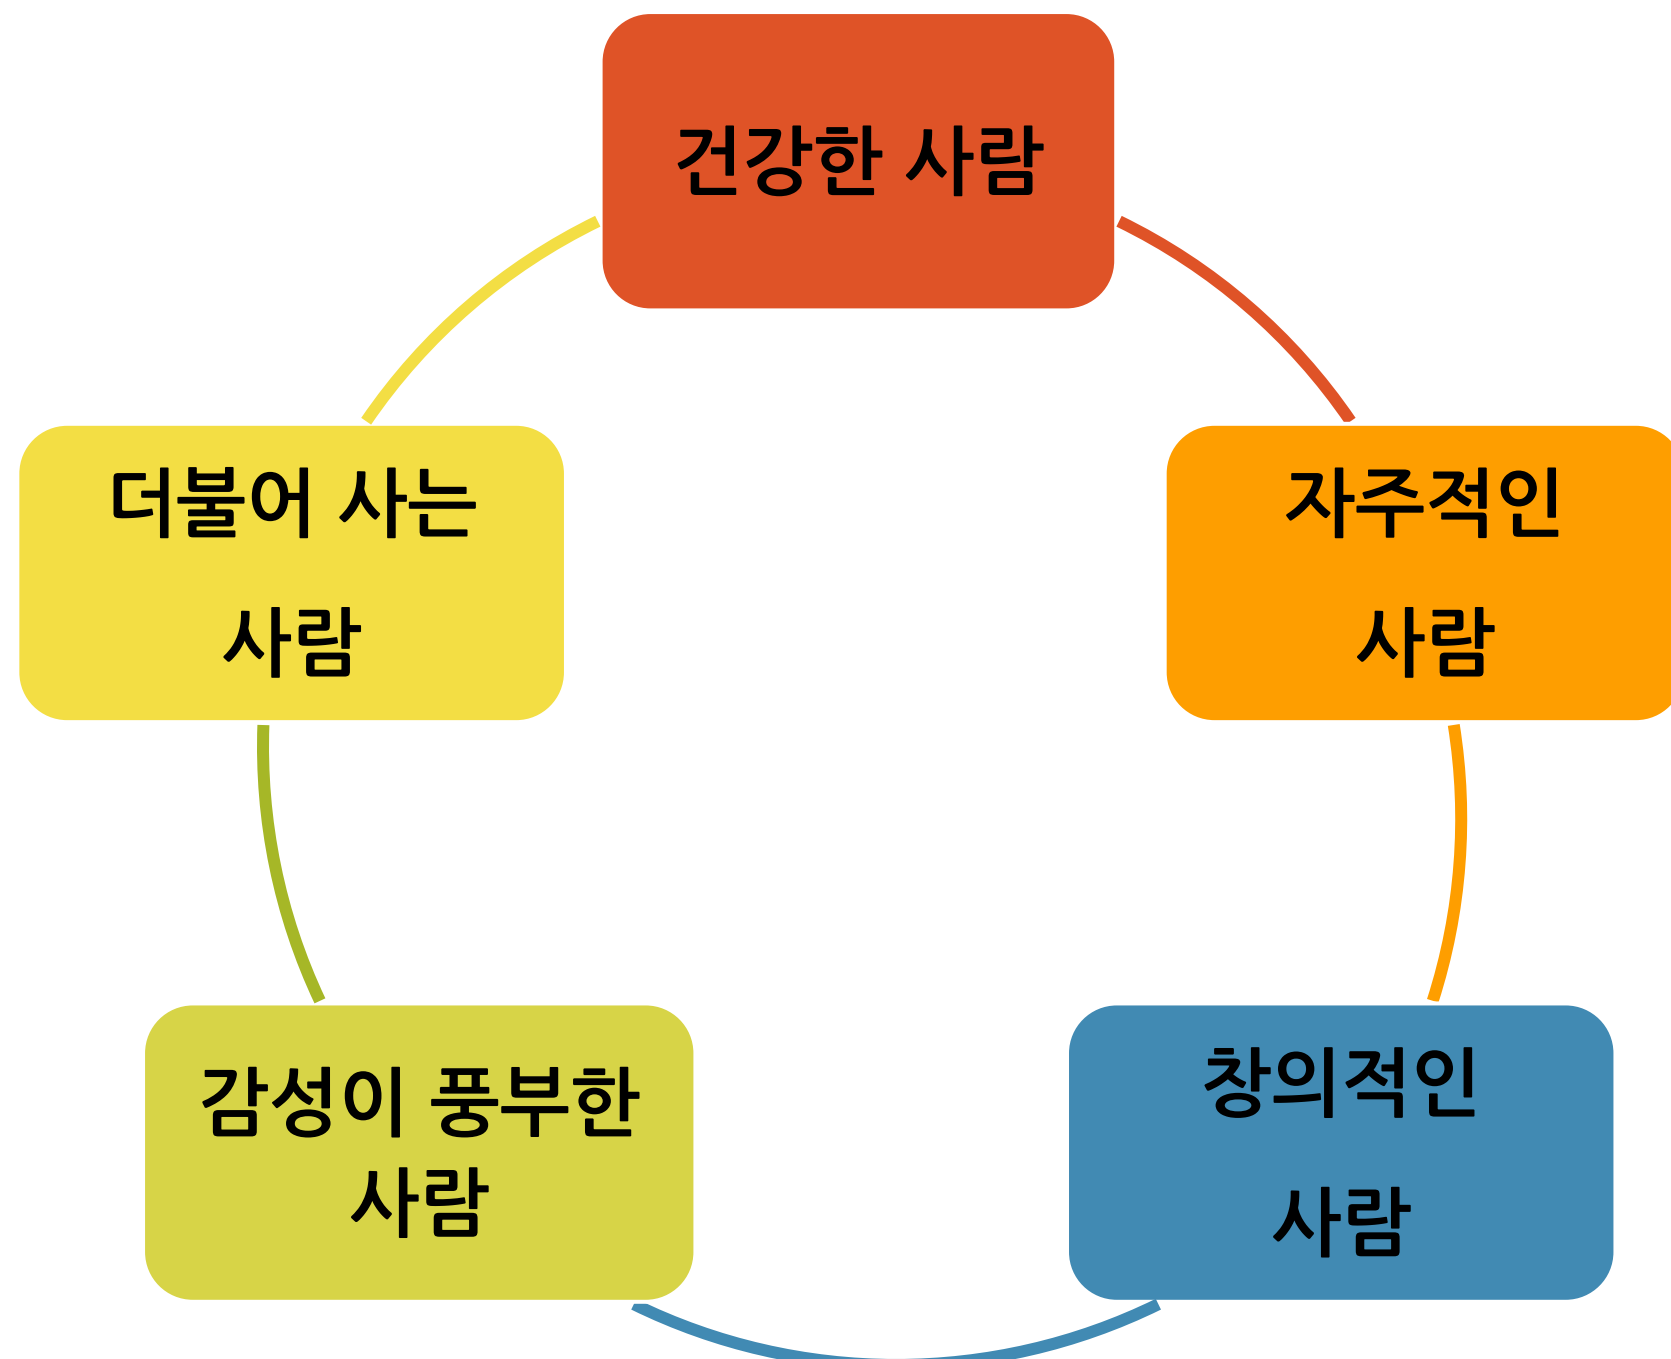 건강한 사람
자주적인
사람
창의적인
사람
감성이 풍부한
사람
더불어 사는
사람